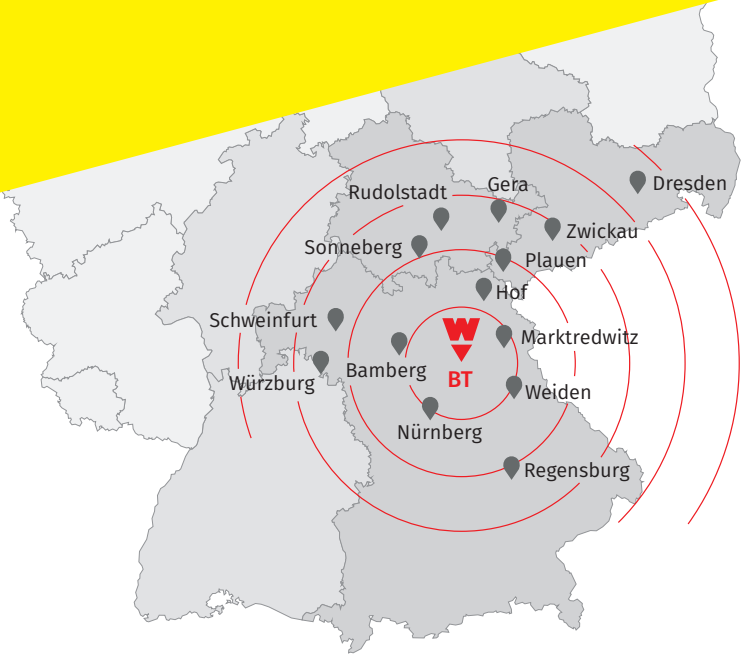 Rudolstadt
Gera
Dresden
Zwickau
Sonneberg
Plauen
Hof
Schweinfurt
W
Marktredwitz
Bamberg
BT
Würzburg
Weiden
Nürnberg
Regensburg